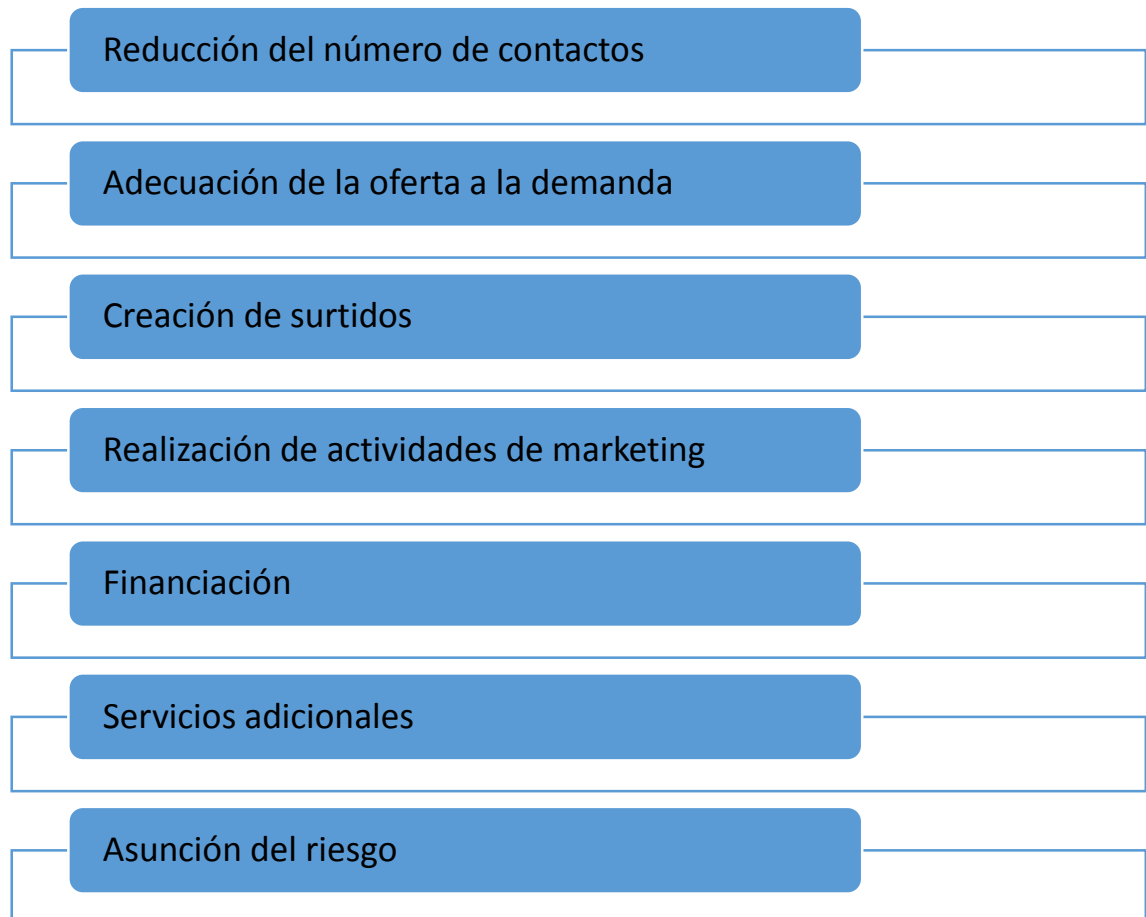 Reducción del número de contactos
Adecuación de la oferta a la demanda
Creación de surtidos
Realización de actividades de marketing
Financiación
Servicios adicionales
Asunción del riesgo